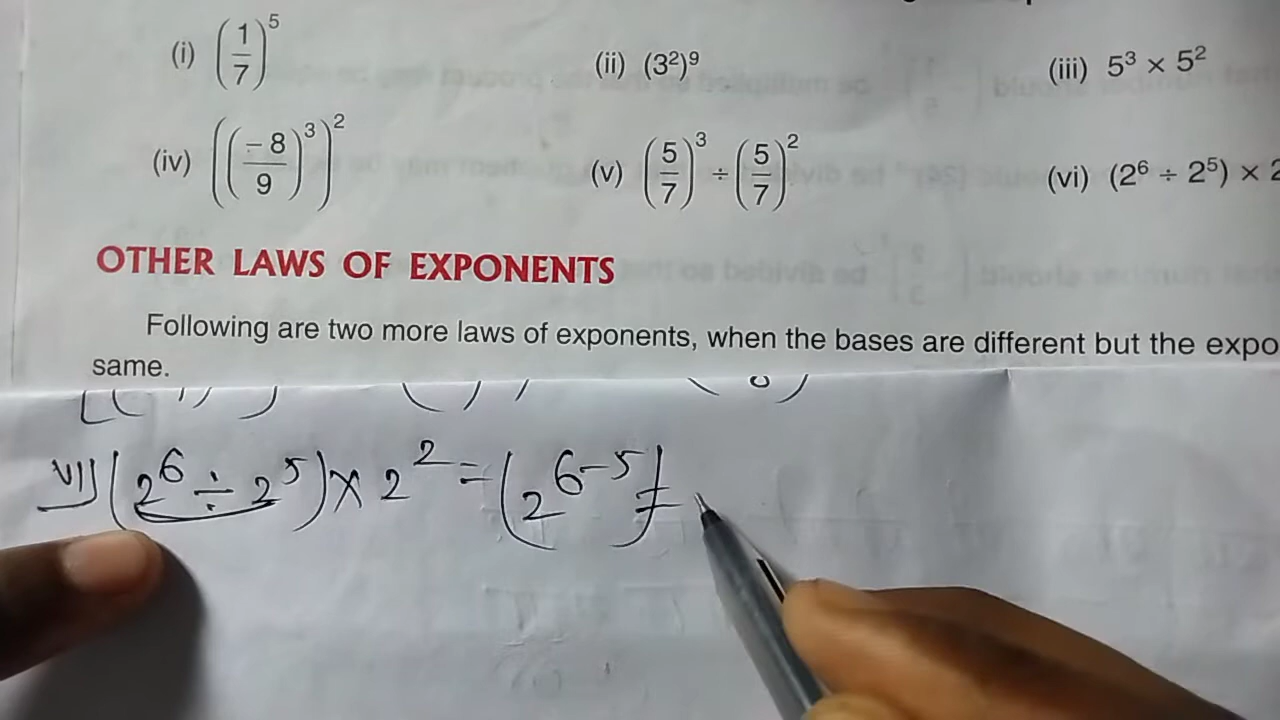 (i) (1/7)^5 (ii) (3²)⁹ (iii) 5³ × 5²
(iv) ((-8/9)^3)^2 (v) (5/7)^3 ÷ (5/7)^2 (vi) (2⁶ ÷ 2⁵) × 2
OTHER LAWS OF EXPONENTS
Following are two more laws of exponents, when the bases are different but the expo
same.
VI) (2⁶ ÷ 2⁵) × 2² = (2⁶⁻⁵) =